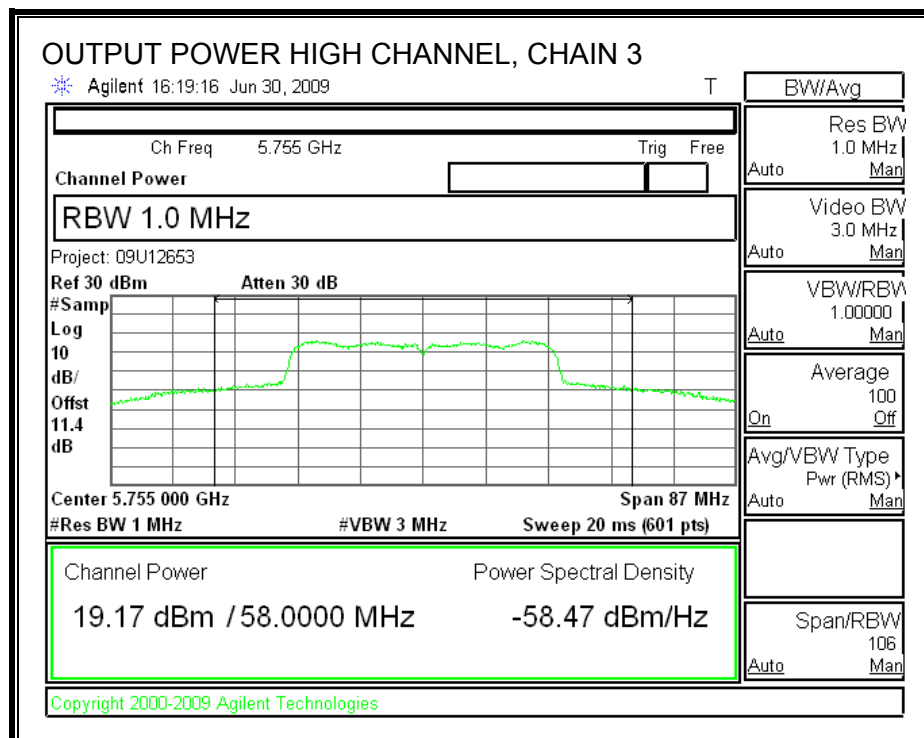 OUTPUT POWER HIGH CHANNEL, CHAIN 3
Agilent 16:19:16 Jun 30, 2009 T
Ch Freq 5.755 GHz Trig Free
Channel Power
RBW 1.0 MHz
Project: 09U12653
Ref 30 dBm Atten 30 dB
#Samp
Log
10
dB/
Offst
11.4
dB
Center 5.755 000 GHz Span 87 MHz
#Res BW 1 MHz #VBW 3 MHz Sweep 20 ms (601 pts)
Channel Power Power Spectral Density
19.17 dBm / 58.0000 MHz -58.47 dBm/Hz
Copyright 2000-2009 Agilent Technologies
BW/Avg
Res BW
1.0 MHz
Auto Man
Video BW
3.0 MHz
Auto Man
VBW/RBW
1.00000
Auto Man
Average
100
On Off
Avg/VBW Type
Pwr (RMS)
Auto Man
Span/RBW
106
Auto Man